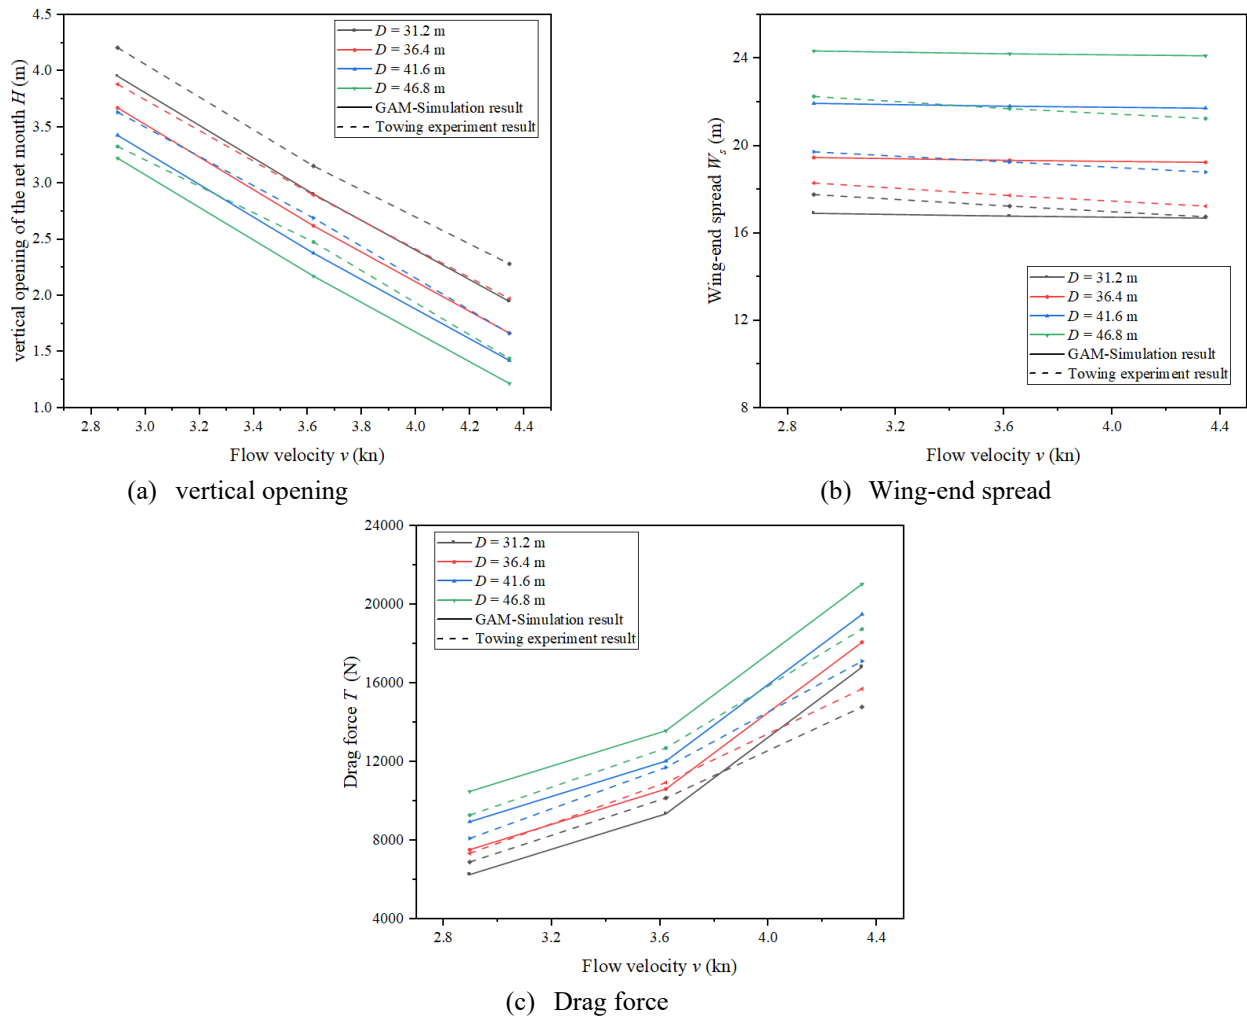 4.5
4.0
3.5
3.0
2.5
2.0
1.5
1.0
vertical opening of the net mouth H (m)
D = 31.2 m
D = 36.4 m
D = 41.6 m
D = 46.8 m
GAM-Simulation result
Towing experiment result
2.8 3.0 3.2 3.4 3.6 3.8 4.0 4.2 4.4
Flow velocity v (kn)
(a) vertical opening
24
20
16
12
8
Wing-end spread Ws (m)
D = 31.2 m
D = 36.4 m
D = 41.6 m
D = 46.8 m
GAM-Simulation result
Towing experiment result
2.8 3.2 3.6 4.0 4.4
Flow velocity v (kn)
(b) Wing-end spread
24000
20000
16000
12000
8000
4000
Drag force T (N)
D = 31.2 m
D = 36.4 m
D = 41.6 m
D = 46.8 m
GAM-Simulation result
Towing experiment result
2.8 3.2 3.6 4.0 4.4
Flow velocity v (kn)
(c) Drag force